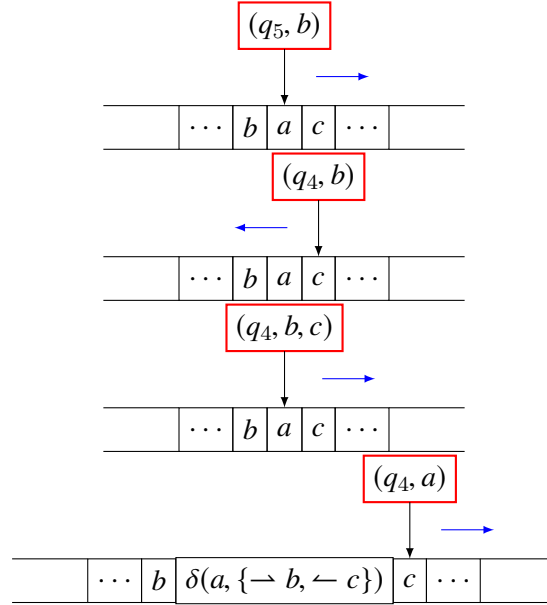 (q₅, b)
⋯ b a c ⋯
(q₄, b)
⋯ b a c ⋯
(q₄, b, c)
⋯ b a c ⋯
(q₄, a)
⋯ b δ(a, {⇀ b, ↽ c}) c ⋯